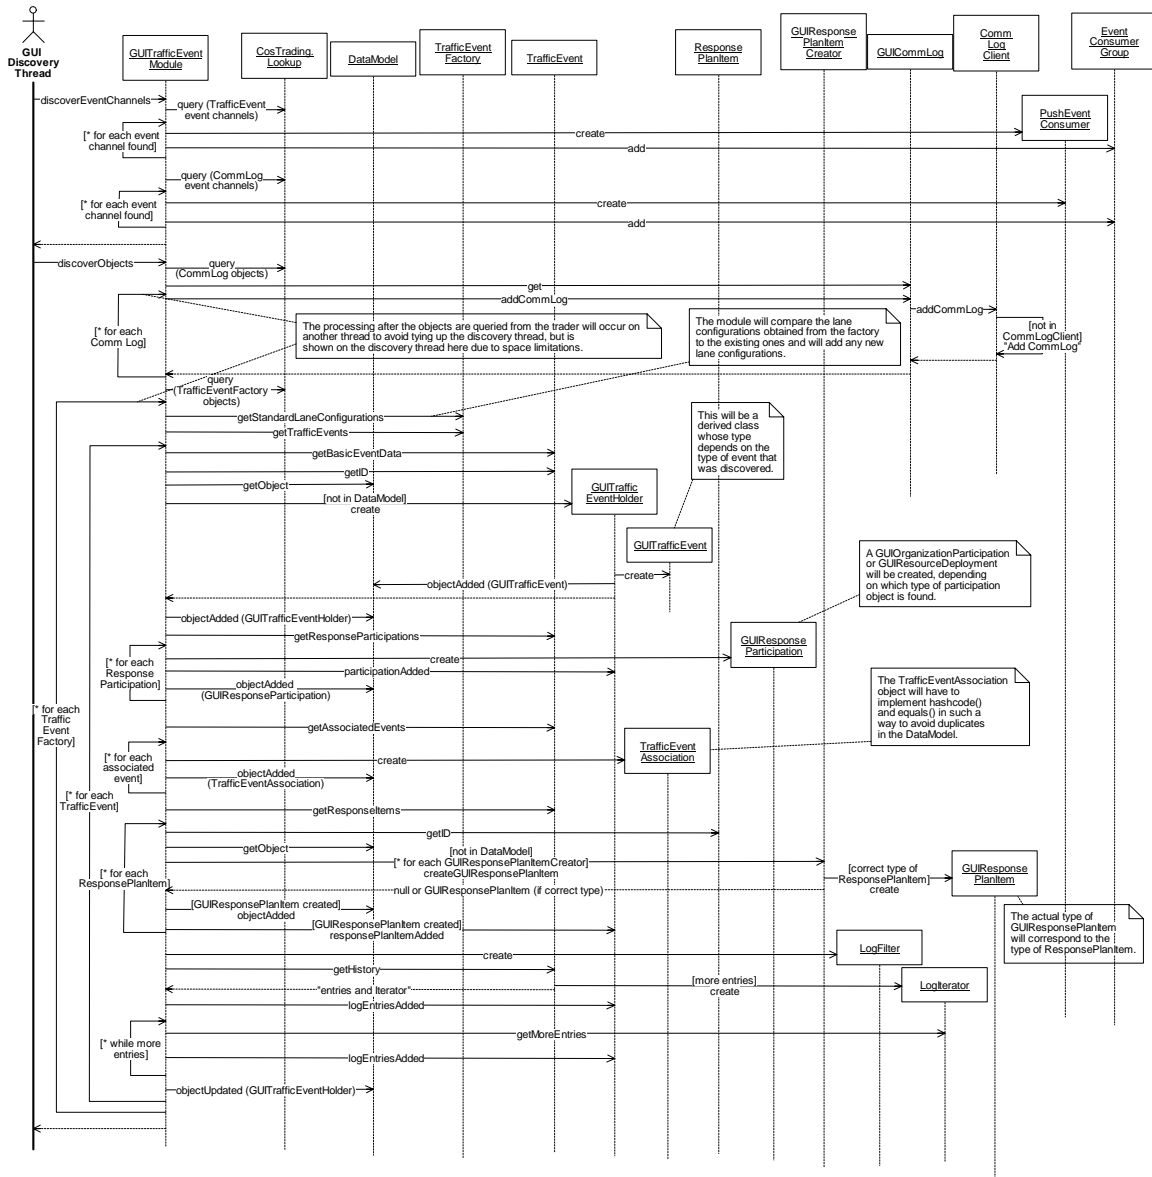 GUI
Discovery
Thread
GUITrafficEvent
Module
CosTrading.
Lookup
DataModel
TrafficEvent
Factory
TrafficEvent
Response
PlanItem
GUIResponse
PlanItem
Creator
GUICommLog
Comm
Log
Client
Event
Consumer
Group
discoverEventChannels
query (TrafficEvent
event channels)
PushEvent
Consumer
[* for each event
channel found]
create
add
query (CommLog
event channels)
[* for each event
channel found]
create
add
discoverObjects
query
(CommLog objects)
get
addCommLog
addCommLog
[* for each
Comm Log]
The processing after the objects are queried from the trader will occur on
another thread to avoid tying up the discovery thread, but is
shown on the discovery thread here due to space limitations.
The module will compare the lane
configurations obtained from the factory
to the existing ones and will add any new
lane configurations.
[not in
CommLogClient]
"Add CommLog"
query
(TrafficEventFactory
objects)
getStandardLaneConfigurations
getTrafficEvents
This will be a
derived class
whose type
depends on the
type of event that
was discovered.
getBasicEventData
getID
getObject
[not in DataModel]
create
GUITraffic
EventHolder
GUITrafficEvent
A GUIOrganizationParticipation
or GUIResourceDeployment
will be created, depending
on which type of participation
object is found.
create
objectAdded (GUITrafficEvent)
objectAdded (GUITrafficEventHolder)
getResponseParticipations
GUIResponse
Participation
[* for each
Response
Participation]
create
participationAdded
objectAdded
(GUIResponseParticipation)
The TrafficEventAssociation
object will have to
implement hashcode()
and equals() in such a
way to avoid duplicates
in the DataModel.
[* for each
Traffic
Event
Factory]
getAssociatedEvents
TrafficEvent
Association
[* for each
associated
event]
create
objectAdded
(TrafficEventAssociation)
[* for each
TrafficEvent]
getResponseItems
getID
getObject
[not in DataModel]
[* for each GUIResponsePlanItemCreator]
createGUIResponsePlanItem
[correct type of
ResponsePlanItem]
create
GUIResponse
PlanItem
[* for each
ResponsePlanItem]
null or GUIResponsePlanItem (if correct type)
[GUIResponsePlanItem created]
objectAdded
[GUIResponsePlanItem created]
responsePlanItemAdded
The actual type of
GUIResponsePlanItem
will correspond to the
type of ResponsePlanItem.
create
LogFilter
getHistory
"entries and Iterator"
[more entries]
create
LogIterator
logEntriesAdded
[* while more
entries]
getMoreEntries
logEntriesAdded
objectUpdated (GUITrafficEventHolder)